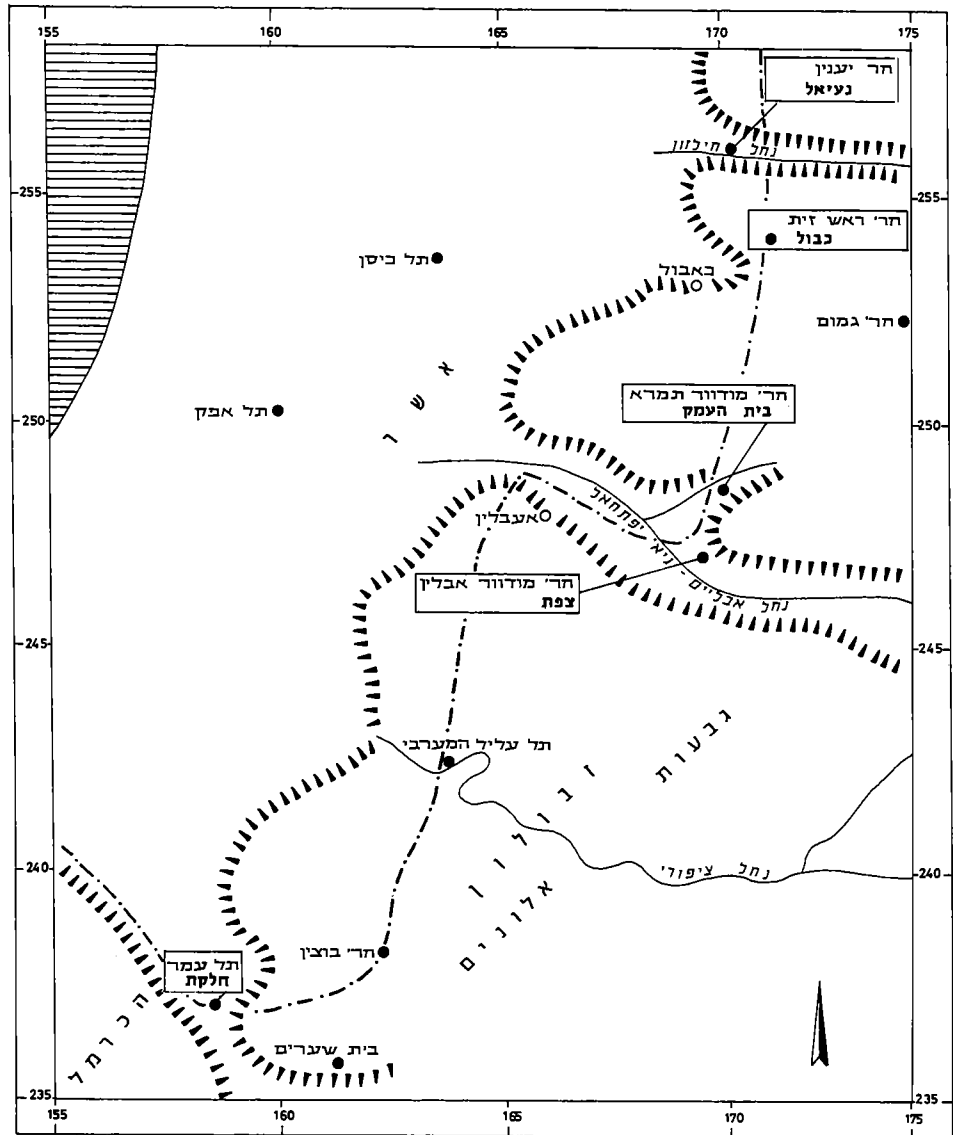 155
160
165
170
175
חר׳ יענין
נעיאל
נחל חילזון
255-
-255
חר׳ ראש זית
כבול
תל כיסן
כאבול
חר׳ גמום
אשר
חר׳ מודוור תמרא
בית העמק
תל אפק
250-
-250
אעבלין
נחל אבליים - גיא יפתחאל
חר׳ מודוור אבלין
צפת
245-
-245
גבעות
תל עליל המערבי
זבולון
240-
-240
נחל ציפורי
אלונים
חר׳ בוצין
תל עמר
חלקת
הכרמל
בית שערים
235
-235
155
160
165
170
175